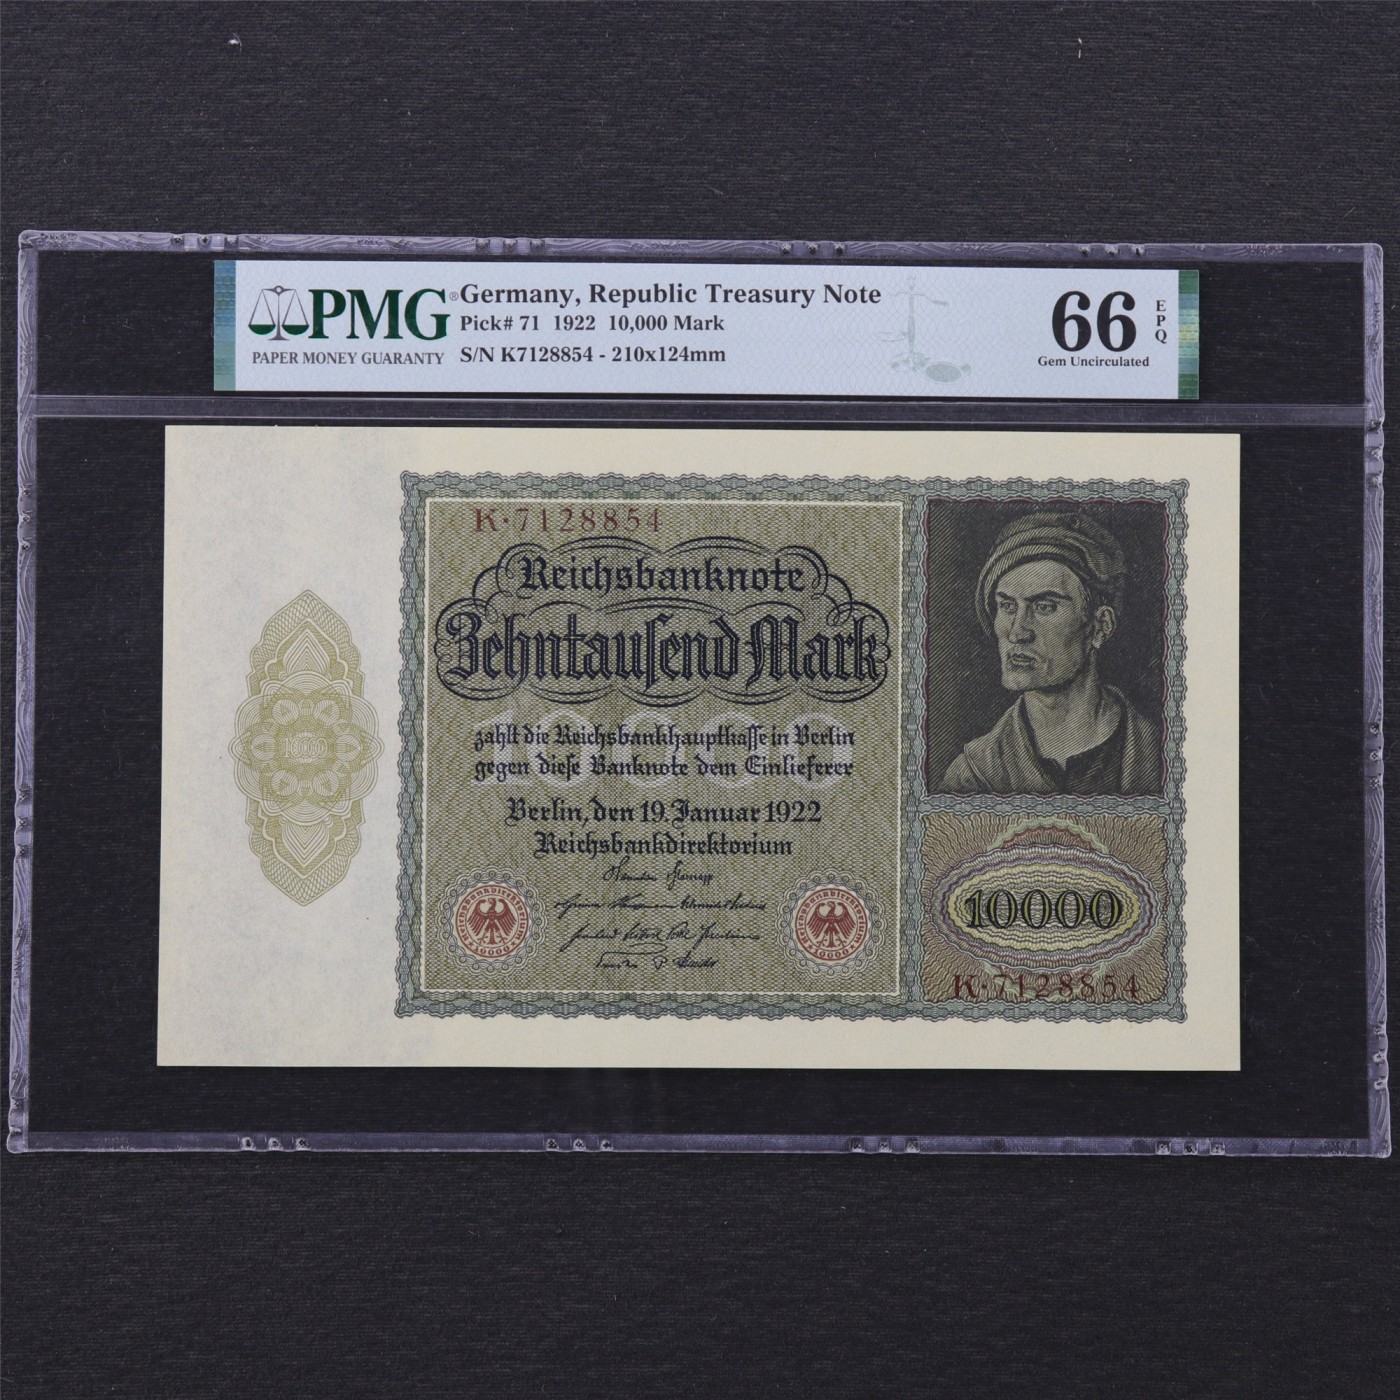 PMG®
PAPER MONEY GUARANTY
Germany, Republic Treasury Note
Pick# 71 1922 10,000 Mark
S/N K7128854 - 210x124mm
66
EPQ
Gem Uncirculated
K·7128854
Reichsbanknote
Zehntausend Mark
10000
zahlt die Reichsbankhauptkasse in Berlin
gegen diese Banknote dem Einlieferer
Berlin, den 19. Januar 1922
Reichsbankdirektorium
10000
10000
K·7128854